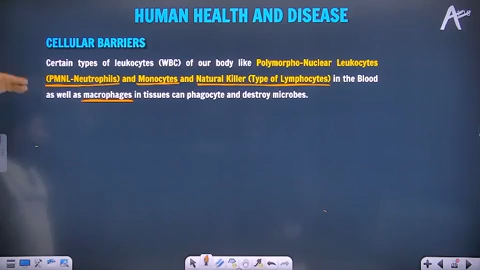 HUMAN HEALTH AND DISEASE
CELLULAR BARRIERS
Certain types of leukocytes (WBC) of our body like Polymorpho-Nuclear Leukocytes
(PMNL-Neutrophils) and Monocytes and Natural Killer (Type of Lymphocytes) in the Blood
as well as macrophages in tissues can phagocyte and destroy microbes.